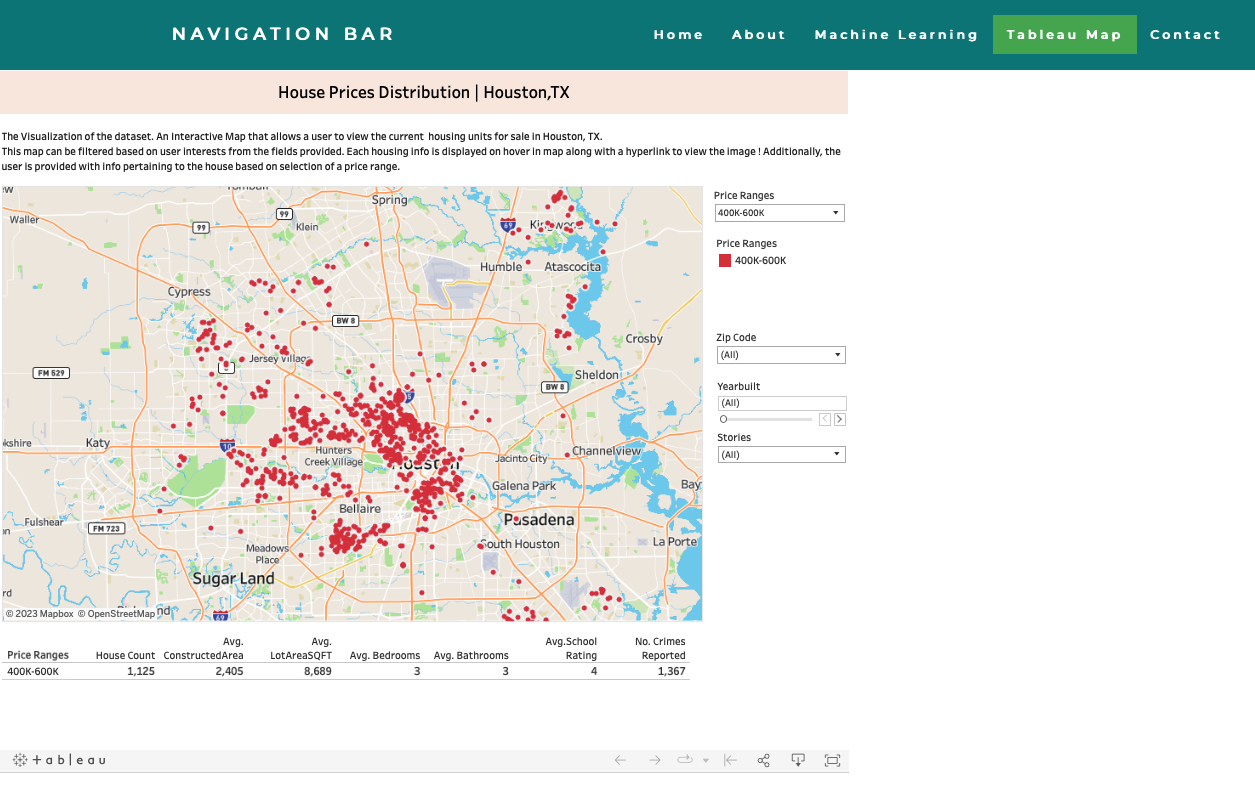 NAVIGATION BAR
Home About Machine Learning Tableau Map Contact
House Prices Distribution | Houston,TX
The Visualization of the dataset. An Interactive Map that allows a user to view the current housing units for sale in Houston, TX.
This map can be filtered based on user interests from the fields provided. Each housing info is displayed on hover in map along with a hyperlink to view the image ! Additionally, the
user is provided with info pertaining to the house based on selection of a price range.
Spring
Waller
99
99
Klein
69
Kingwood
Humble
Atascocita
Cypress
BW 8
Crosby
Jersey Village
FM 529
Sheldon
BW 8
Katy
10
Hunters
Creek Village
Houston
Jacinto City
Channelview
Galena Park
Bay
Bellaire
Fulshear
FM 723
Pasadena
South Houston
La Porte
Meadows
Place
Sugar Land
69
© 2023 Mapbox © OpenStreetMap
Price Ranges
400K-600K
Price Ranges
400K-600K
Zip Code
(All)
Yearbuilt
(All)
Stories
(All)
Price Ranges House Count Avg. ConstructedArea Avg. LotAreaSQFT Avg. Bedrooms Avg. Bathrooms Avg.School Rating No. Crimes Reported
400K-600K 1,125 2,405 8,689 3 3 4 1,367
+ableau